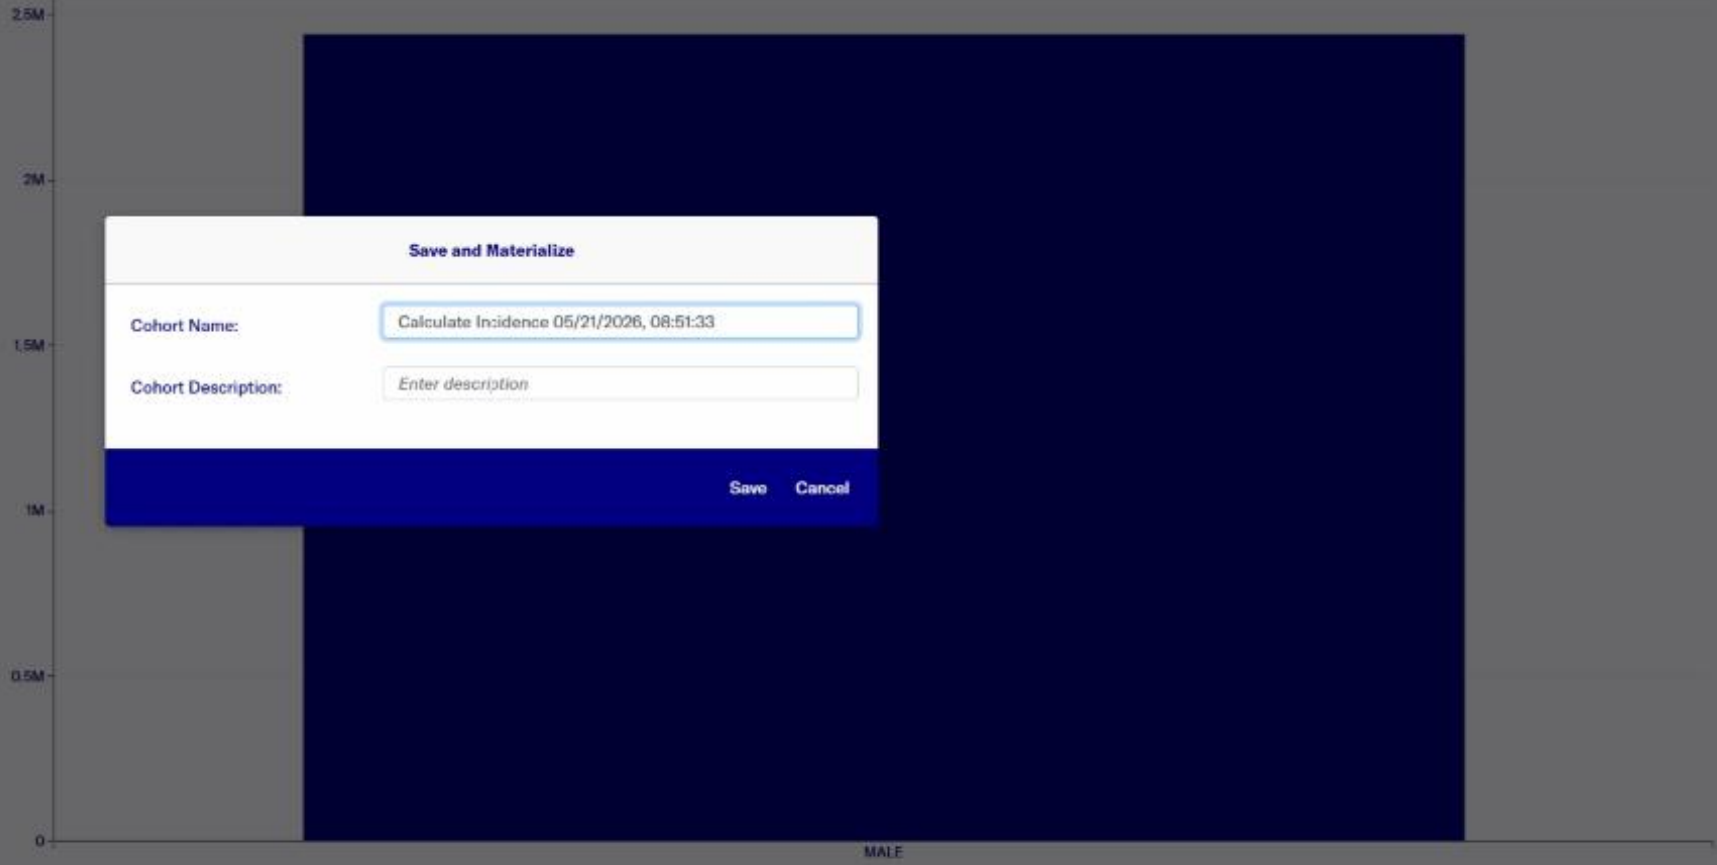 2.5M
2M
Save and Materialize
Cohort Name: Calculate Incidence 05/21/2026, 08:51:33
1.5M
Cohort Description: Enter description
Save Cancel
1M
0.5M
0
MALE